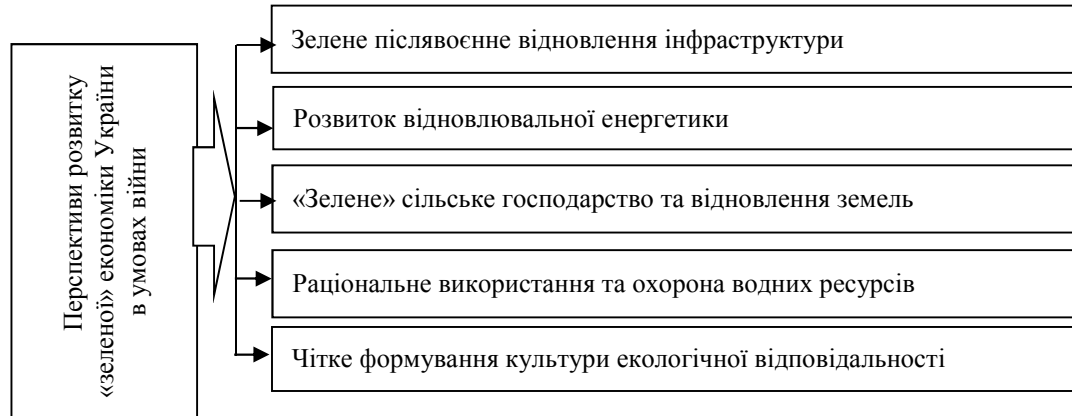 Перспективи розвитку
«зеленої» економіки України
в умовах війни
Зелене післявоєнне відновлення інфраструктури
Розвиток відновлювальної енергетики
«Зелене» сільське господарство та відновлення земель
Раціональне використання та охорона водних ресурсів
Чітке формування культури екологічної відповідальності